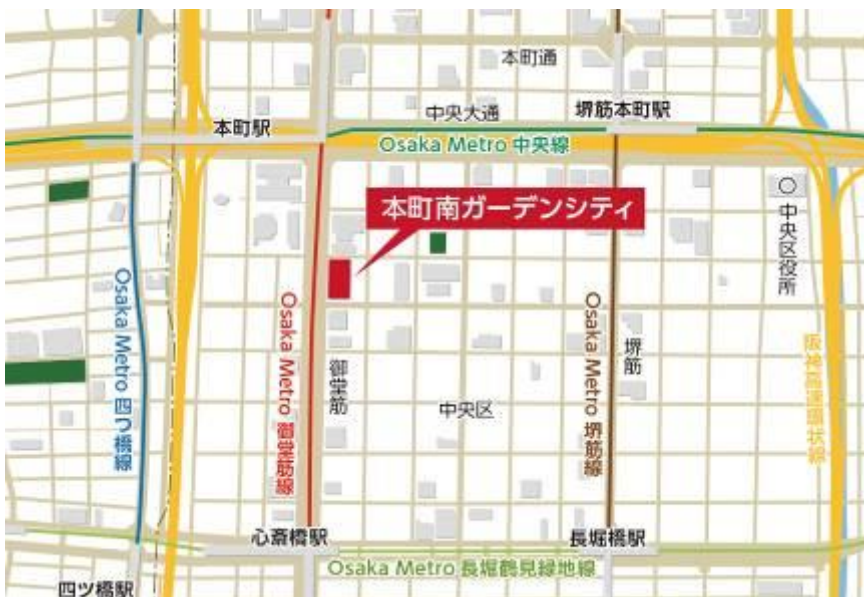 本町通
中央大通
堺筋本町駅
本町駅
Osaka Metro 中央線
本町南ガーデンシティ
中央区役所
Osaka Metro 四つ橋線
Osaka Metro 御堂筋線
御堂筋
Osaka Metro 堺筋線
堺筋
阪神高速環状線
中央区
心斎橋駅
長堀橋駅
Osaka Metro 長堀鶴見緑地線
四ツ橋駅